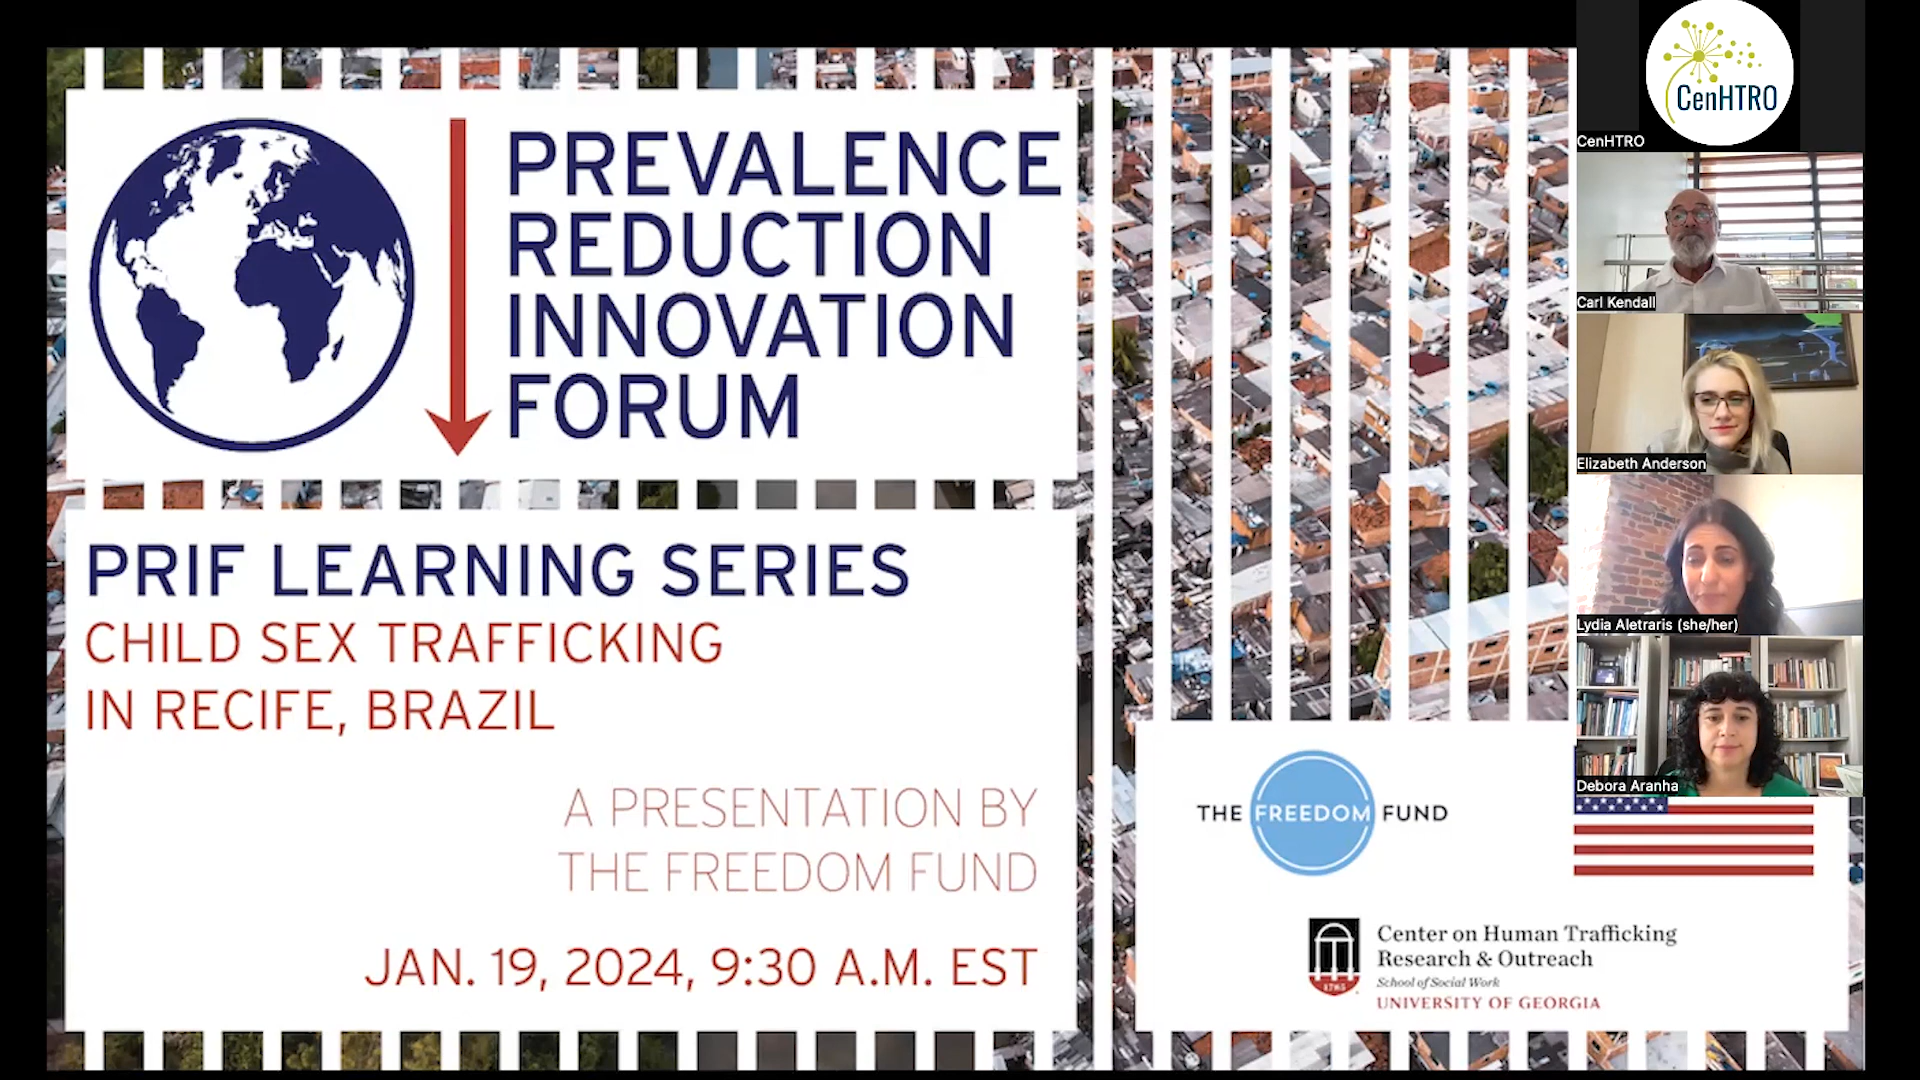 PREVALENCE
REDUCTION
INNOVATION
FORUM
PRIF LEARNING SERIES
CHILD SEX TRAFFICKING
IN RECIFE, BRAZIL
A PRESENTATION BY
THE FREEDOM FUND
JAN. 19, 2024, 9:30 A.M. EST
THE FREEDOM FUND
1785
Center on Human Trafficking
Research & Outreach
School of Social Work
UNIVERSITY OF GEORGIA
CenHTRO
CenHTRO
Carl Kendall
Elizabeth Anderson
Lydia Aletraris (she/her)
Debora Aranha